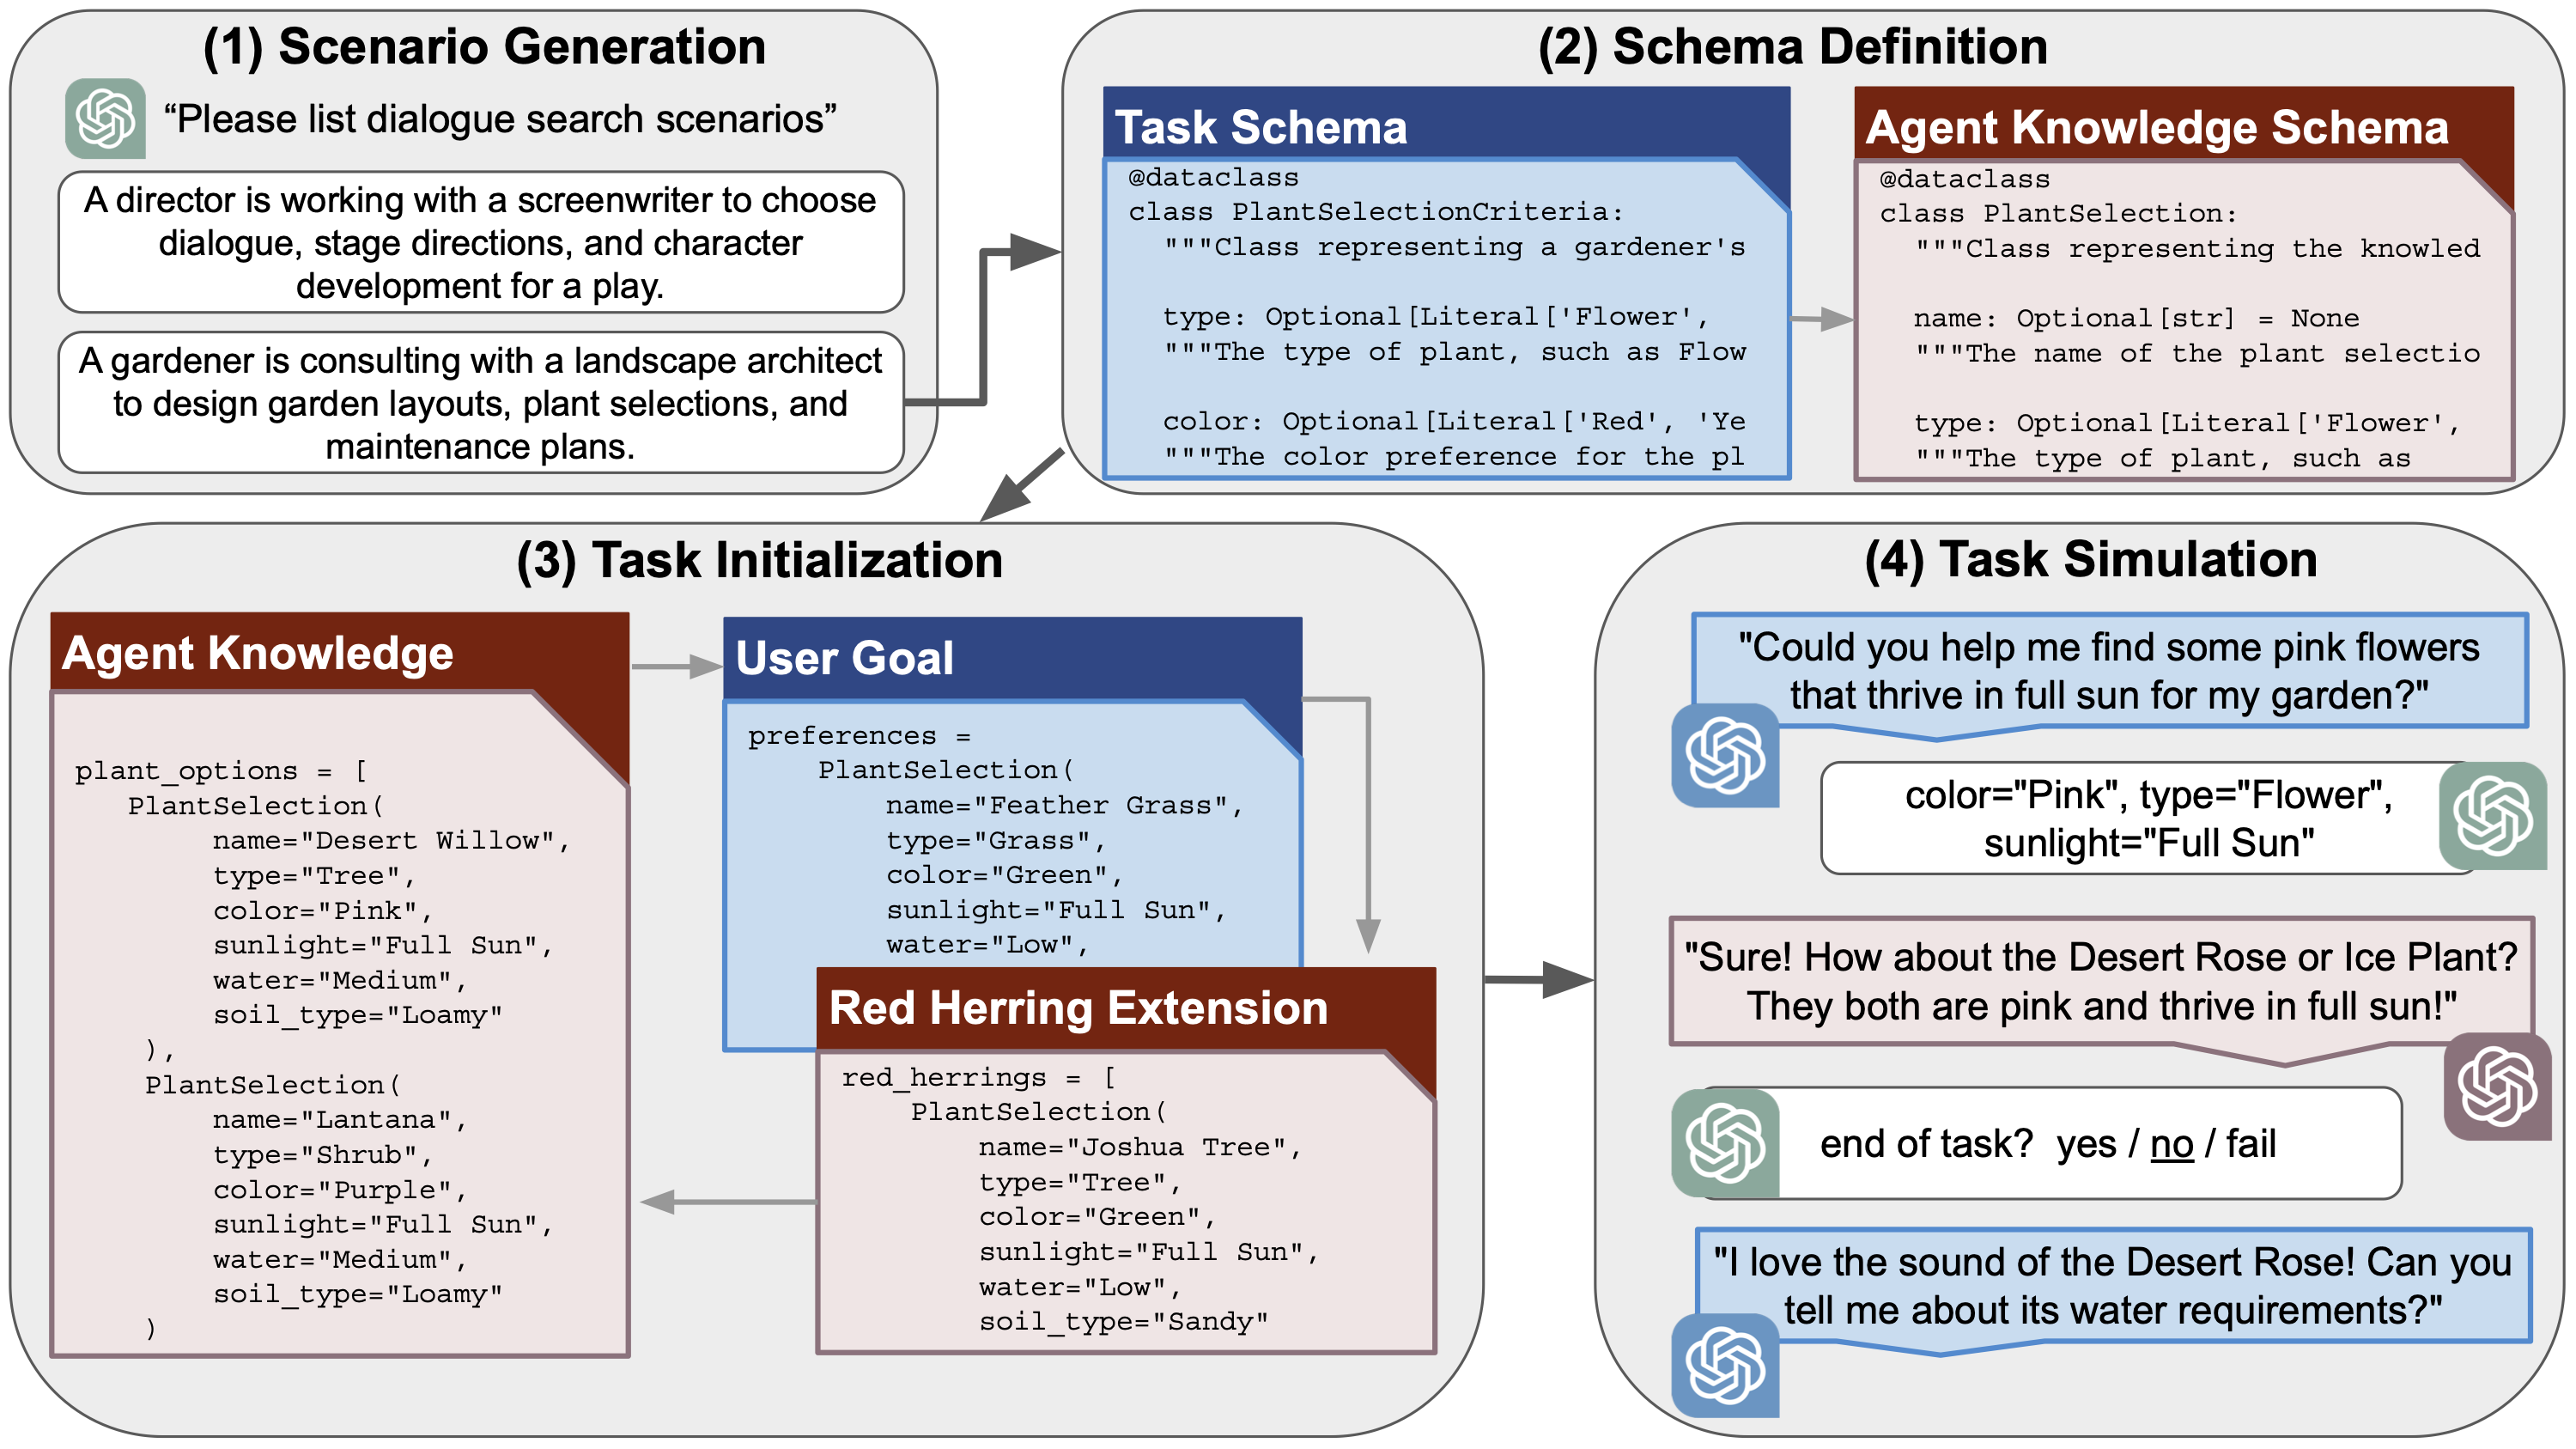 (1) Scenario Generation
“Please list dialogue search scenarios”
A director is working with a screenwriter to choose
dialogue, stage directions, and character
development for a play.
A gardener is consulting with a landscape architect
to design garden layouts, plant selections, and
maintenance plans.
(2) Schema Definition
Task Schema
@dataclass
class PlantSelectionCriteria:
"""Class representing a gardener's
type: Optional[Literal['Flower',
"""The type of plant, such as Flow
color: Optional[Literal['Red', 'Ye
"""The color preference for the pl
Agent Knowledge Schema
@dataclass
class PlantSelection:
"""Class representing the knowled
name: Optional[str] = None
"""The name of the plant selectio
type: Optional[Literal['Flower',
"""The type of plant, such as
(3) Task Initialization
Agent Knowledge
plant_options = [
PlantSelection(
name="Desert Willow",
type="Tree",
color="Pink",
sunlight="Full Sun",
water="Medium",
soil_type="Loamy"
),
PlantSelection(
name="Lantana",
type="Shrub",
color="Purple",
sunlight="Full Sun",
water="Medium",
soil_type="Loamy"
)
User Goal
preferences =
PlantSelection(
name="Feather Grass",
type="Grass",
color="Green",
sunlight="Full Sun",
water="Low",
Red Herring Extension
red_herrings = [
PlantSelection(
name="Joshua Tree",
type="Tree",
color="Green",
sunlight="Full Sun",
water="Low",
soil_type="Sandy"
(4) Task Simulation
"Could you help me find some pink flowers
that thrive in full sun for my garden?"
color="Pink", type="Flower",
sunlight="Full Sun"
"Sure! How about the Desert Rose or Ice Plant?
They both are pink and thrive in full sun!"
end of task? yes / no / fail
"I love the sound of the Desert Rose! Can you
tell me about its water requirements?"